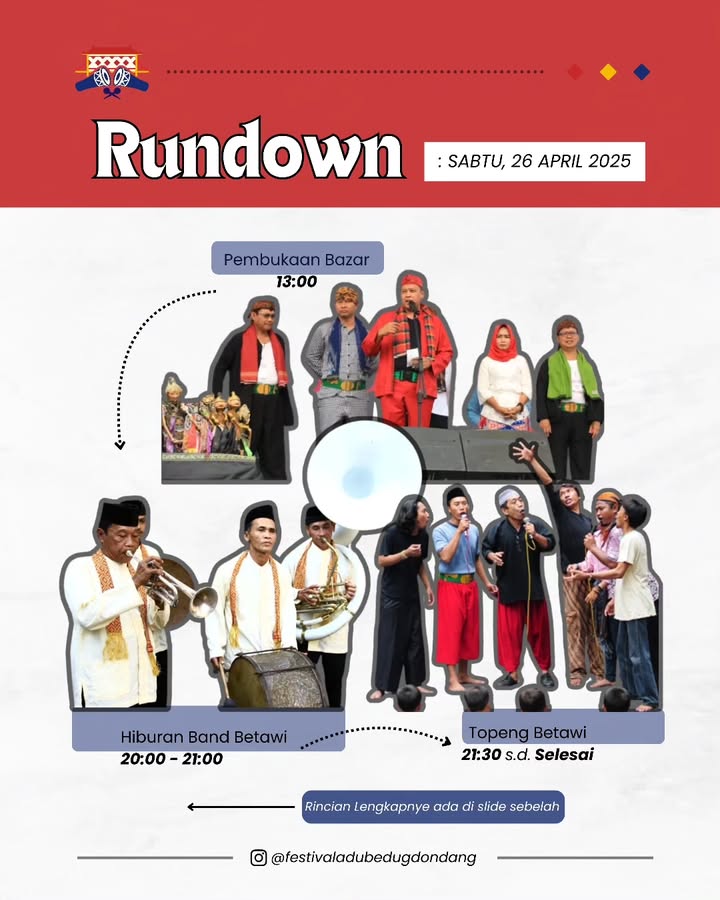 Rundown
: SABTU, 26 APRIL 2025
Pembukaan Bazar
13:00
Hiburan Band Betawi
20:00 - 21:00
Topeng Betawi
21:30 s.d. Selesai
Rincian Lengkapnye ada di slide sebelah
@festivaladubedugdondang